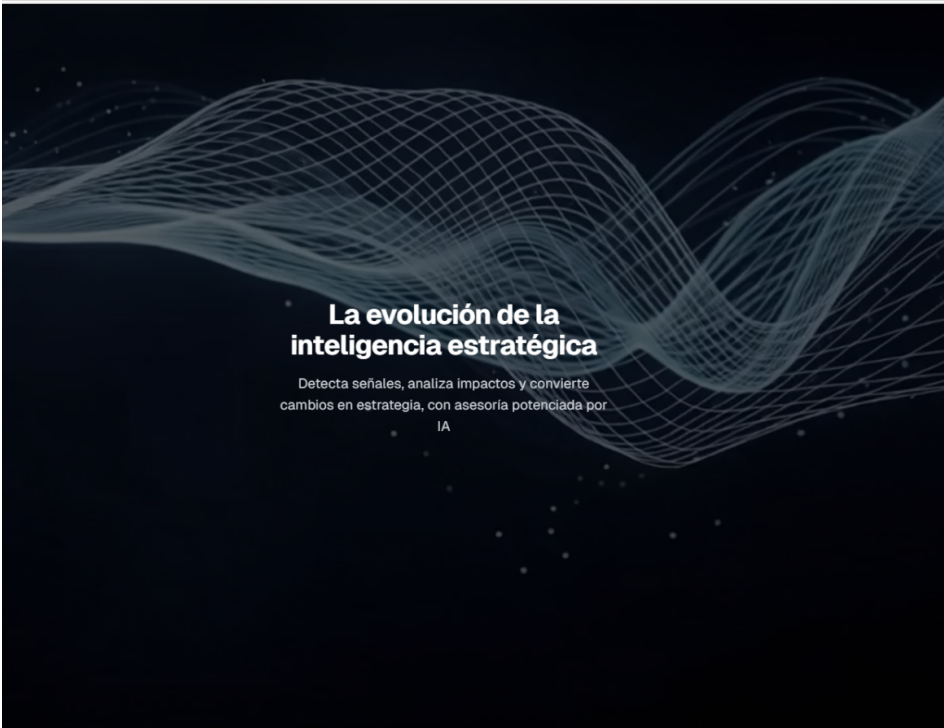 La evolución de la
inteligencia estratégica
Detecta señales, analiza impactos y convierte
cambios en estrategia, con asesoría potenciada por
IA